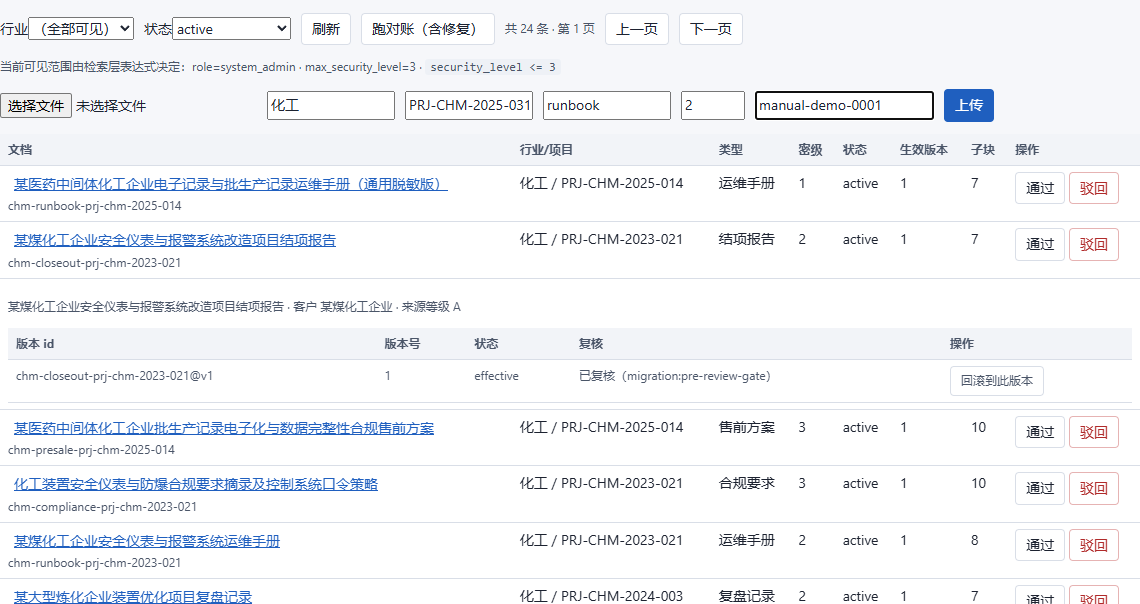 行业 （全部可见） 状态 active 刷新 跑对账（含修复） 共 24 条 · 第 1 页 上一页 下一页
当前可见范围由检索层表达式决定：role=system_admin · max_security_level=3 · security_level <= 3
选择文件 未选择文件 化工 PRJ-CHM-2025-031 runbook 2 manual-demo-0001 上传
文档 行业/项目 类型 密级 状态 生效版本 子块 操作
某医药中间体化工企业电子记录与批生产记录运维手册（通用脱敏版） 化工 / PRJ-CHM-2025-014 运维手册 1 active 1 7 通过 驳回
chm-runbook-prj-chm-2025-014
某煤化工企业安全仪表与报警系统改造项目结项报告 化工 / PRJ-CHM-2023-021 结项报告 2 active 1 7 通过 驳回
chm-closeout-prj-chm-2023-021
某煤化工企业安全仪表与报警系统改造项目结项报告 · 客户 某煤化工企业 · 来源等级 A
版本 id 版本号 状态 复核 操作
chm-closeout-prj-chm-2023-021@v1 1 effective 已复核（migration:pre-review-gate） 回滚到此版本
某医药中间体化工企业批生产记录电子化与数据完整性合规售前方案 化工 / PRJ-CHM-2025-014 售前方案 3 active 1 10 通过 驳回
chm-presale-prj-chm-2025-014
化工装置安全仪表与防爆合规要求摘录及控制系统口令策略 化工 / PRJ-CHM-2023-021 合规要求 3 active 1 10 通过 驳回
chm-compliance-prj-chm-2023-021
某煤化工企业安全仪表与报警系统运维手册 化工 / PRJ-CHM-2023-021 运维手册 2 active 1 8 通过 驳回
chm-runbook-prj-chm-2023-021
某大型炼化企业装置优化项目复盘记录 化工 / PRJ-CHM-2024-003 复盘记录 2 active 1 7 通过 驳回